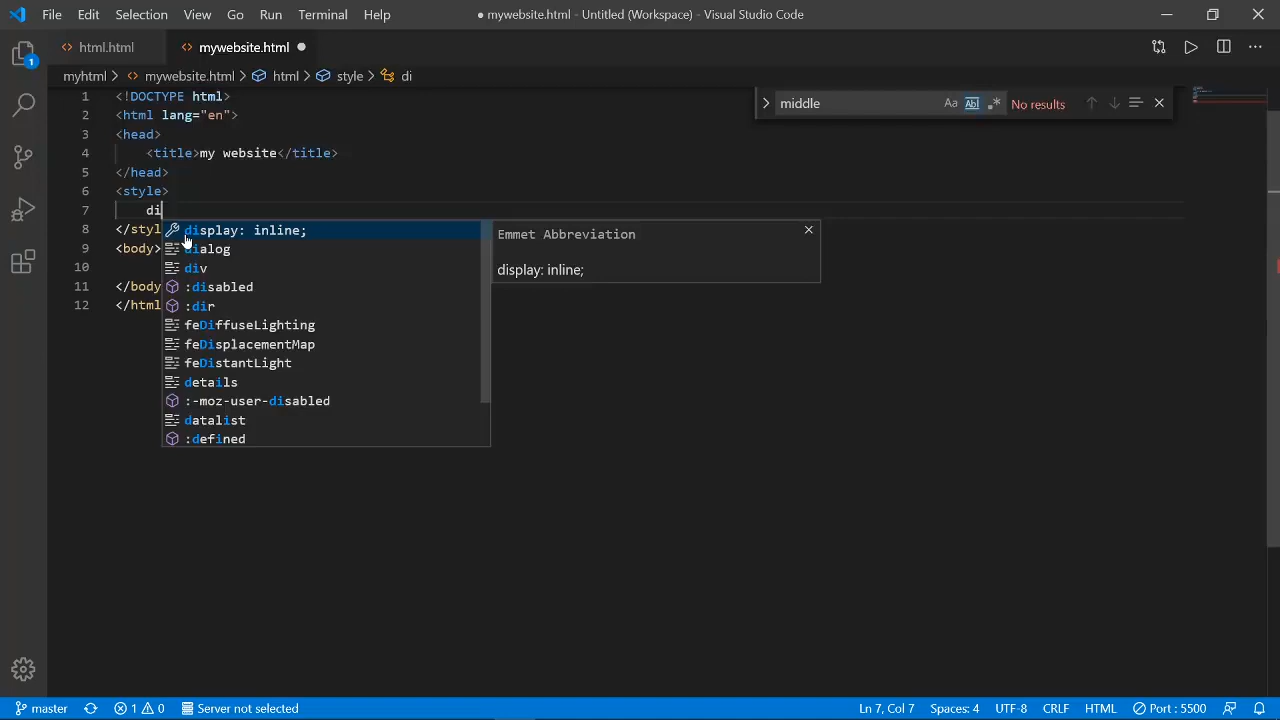 File Edit Selection View Go Run Terminal Help
● mywebsite.html - Untitled (Workspace) - Visual Studio Code
html.html
mywebsite.html
myhtml > mywebsite.html > html > style > di
1 <!DOCTYPE html>
2 <html lang="en">
3 <head>
4 <title>my website</title>
5 </head>
6 <style>
7 di
8 </styl
9 <body>
10
11 </body
12 </html
display: inline;
dialog
div
:disabled
:dir
feDiffuseLighting
feDisplacementMap
feDistantLight
details
:-moz-user-disabled
datalist
:defined
Emmet Abbreviation
display: inline;
middle Aa Abl .* No results
1
master 1 0 Server not selected
Ln 7, Col 7 Spaces: 4 UTF-8 CRLF HTML Port : 5500